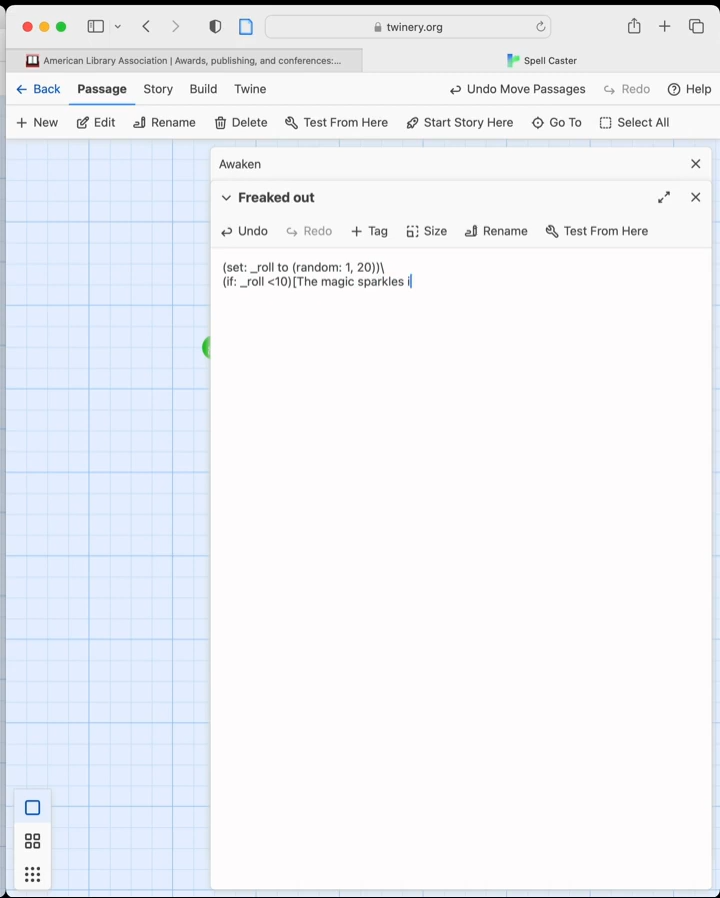 twinery.org
American Library Association | Awards, publishing, and conferences:...
Spell Caster
Back Passage Story Build Twine Undo Move Passages Redo Help
New Edit Rename Delete Test From Here Start Story Here Go To Select All
Awaken
Freaked out
Undo Redo + Tag Size Rename Test From Here
(set: _roll to (random: 1, 20))\
(if: _roll <10)[The magic sparkles i